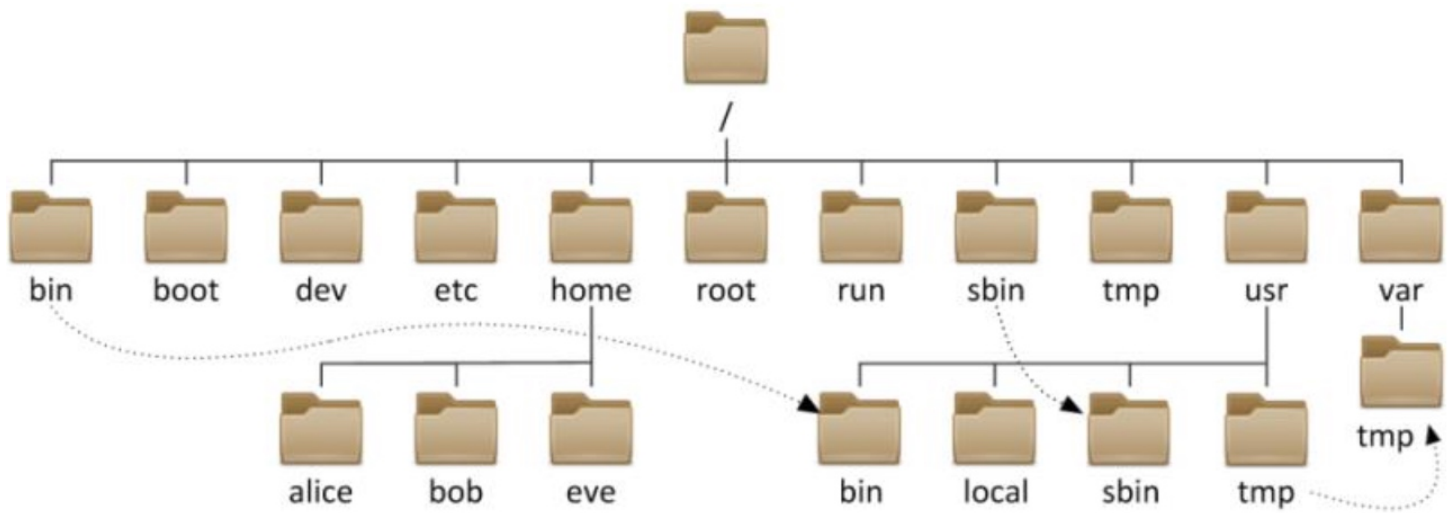 /
bin boot dev etc home root run sbin tmp usr var
tmp
alice bob eve bin local sbin tmp